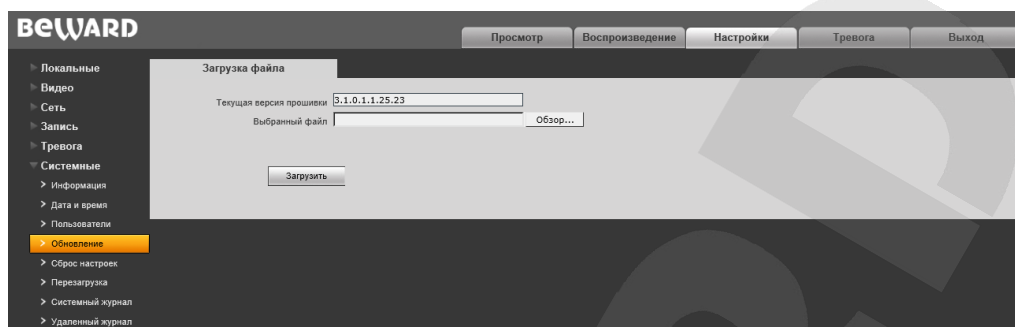 BEWARD
Просмотр Воспроизведение Настройки Тревога Выход
Локальные
Видео
Сеть
Запись
Тревога
Системные
Информация
Дата и время
Пользователи
Обновление
Сброс настроек
Перезагрузка
Системный журнал
Удаленный журнал
Загрузка файла
Текущая версия прошивки 3.1.0.1.1.25.23
Выбранный файл Обзор...
Загрузить